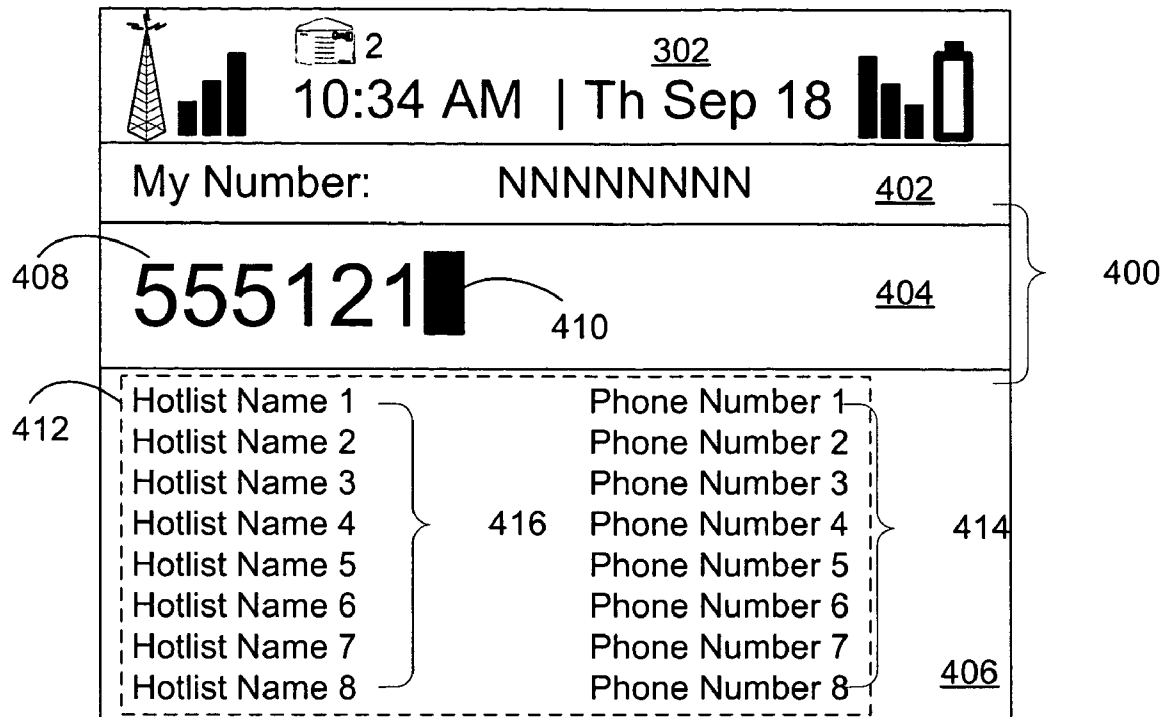 2 302
10:34 AM | Th Sep 18
My Number: NNNNNNNN 402
400
408 555121 404
410
412 Hotlist Name 1 Phone Number 1
Hotlist Name 2 Phone Number 2
Hotlist Name 3 Phone Number 3
Hotlist Name 4 416 Phone Number 4 414
Hotlist Name 5 Phone Number 5
Hotlist Name 6 Phone Number 6
Hotlist Name 7 Phone Number 7
Hotlist Name 8 Phone Number 8 406